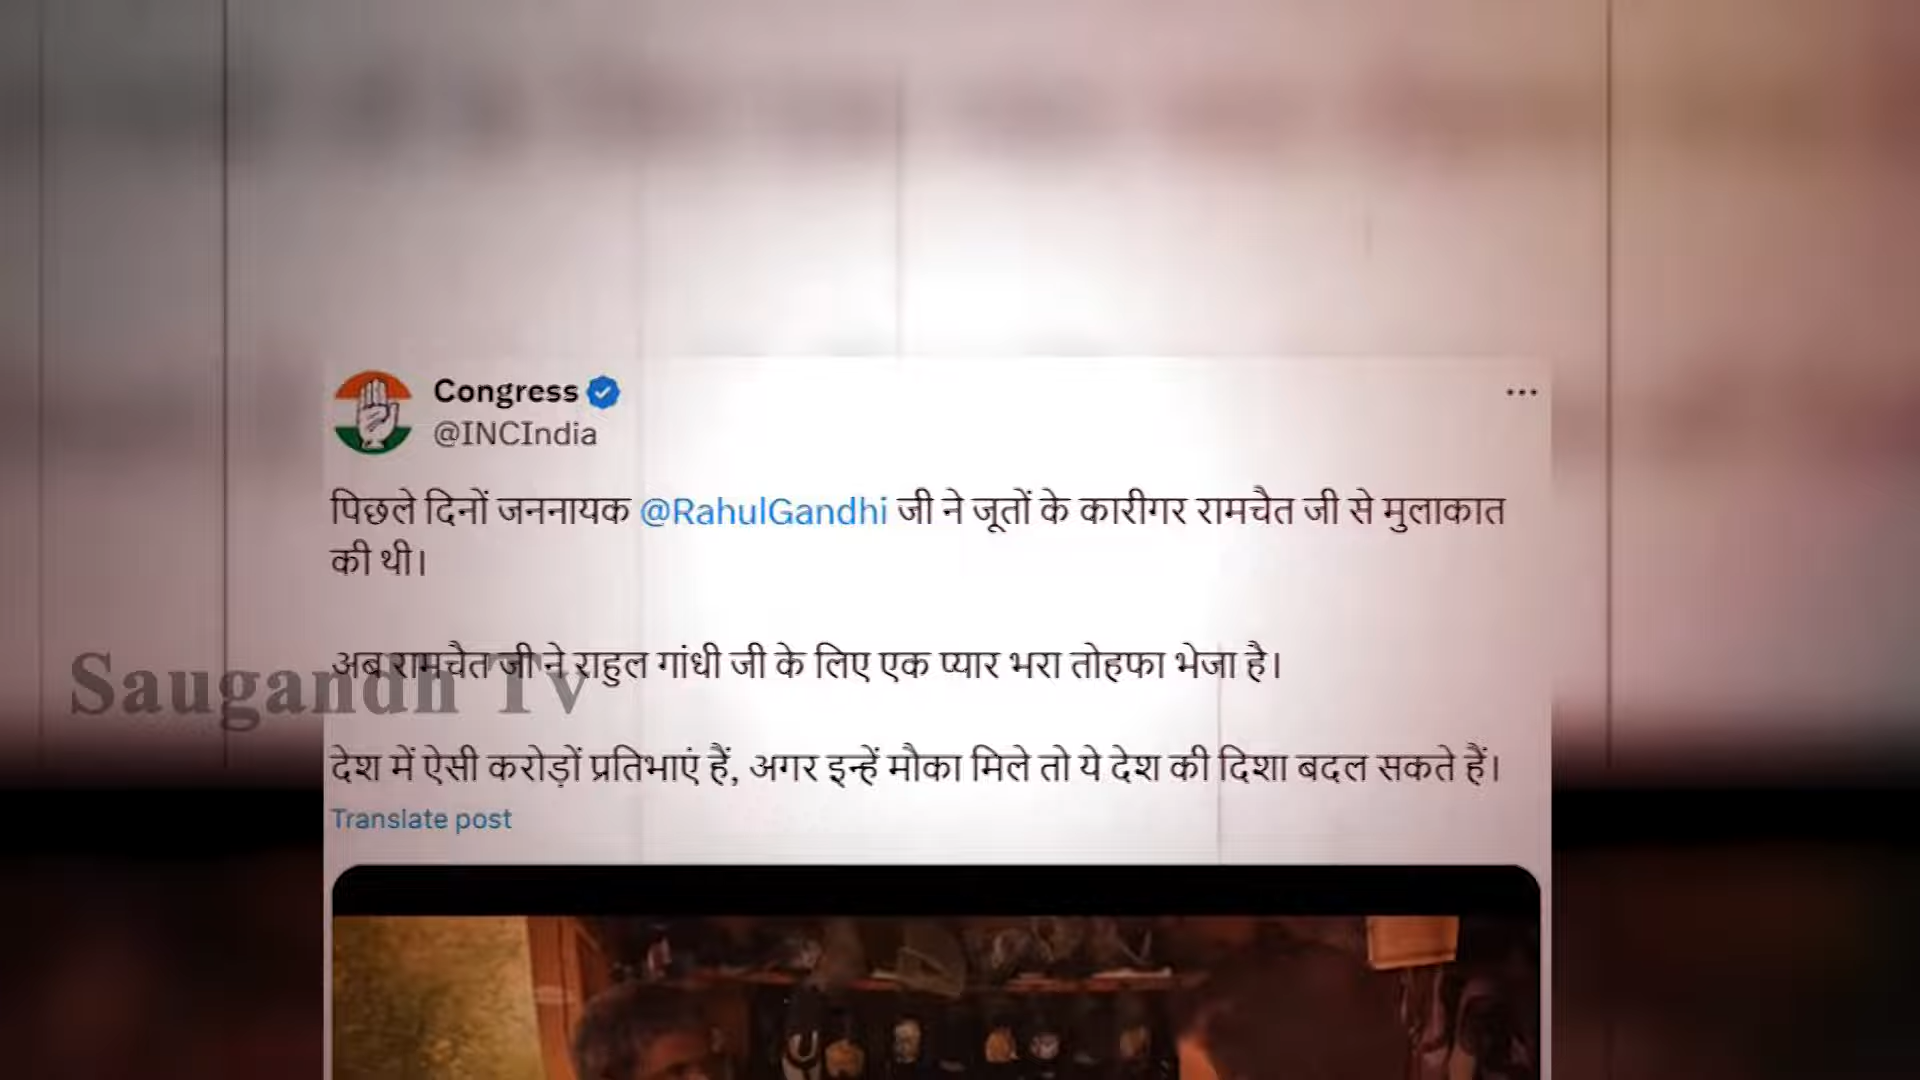 Congress
@INCIndia
पिछले दिनों जननायक @RahulGandhi जी ने जूतों के कारीगर रामचैत जी से मुलाकात
की थी।
अब रामचैत जी ने राहुल गांधी जी के लिए एक प्यार भरा तोहफा भेजा है।
Saugandh Tv
देश में ऐसी करोड़ों प्रतिभाएं हैं, अगर इन्हें मौका मिले तो ये देश की दिशा बदल सकते हैं।
Translate post